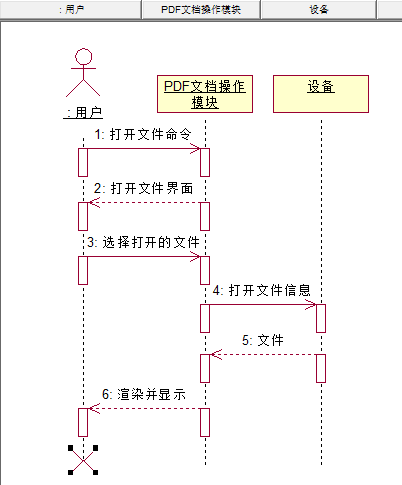 : 用户
PDF文档操作模块
设备
: 用户
PDF文档操作
模块
设备
1: 打开文件命令
2: 打开文件界面
3: 选择打开的文件
4: 打开文件信息
5: 文件
6: 渲染并显示